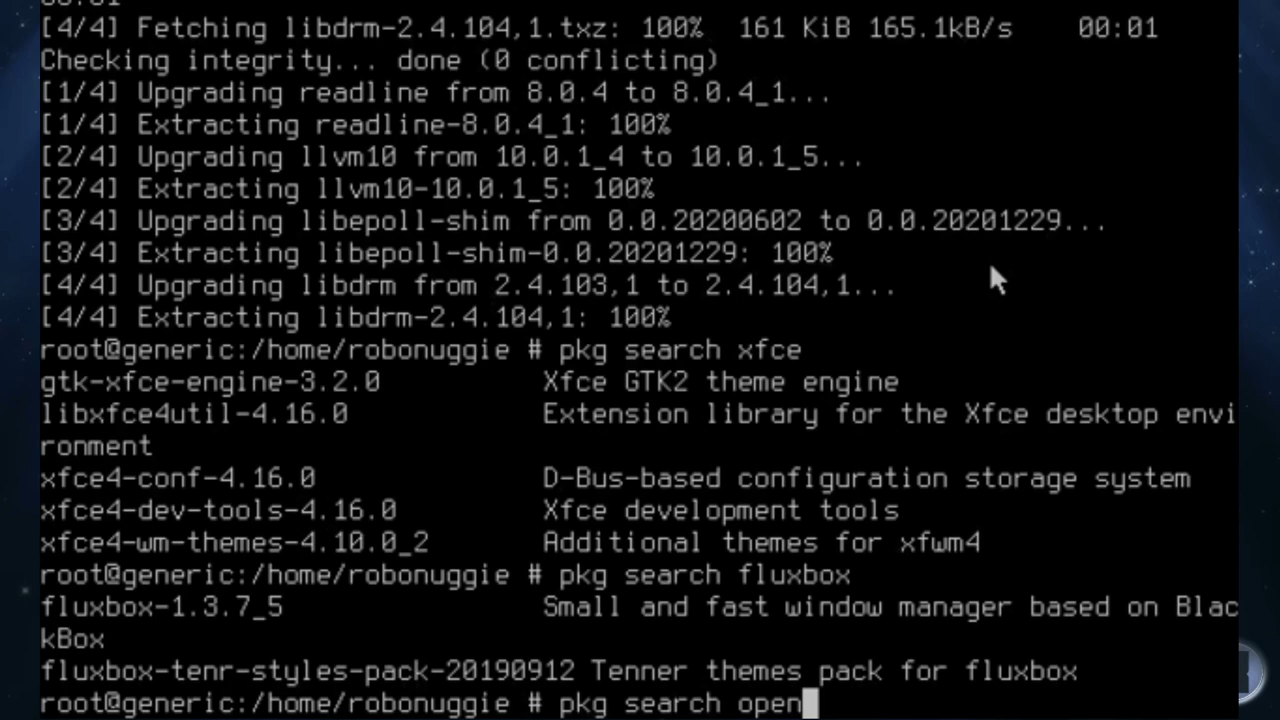 00:01
[4/4] Fetching libdrm-2.4.104,1.txz: 100%  161 KiB 165.1kB/s    00:01
Checking integrity... done (0 conflicting)
[1/4] Upgrading readline from 8.0.4 to 8.0.4_1...
[1/4] Extracting readline-8.0.4_1: 100%
[2/4] Upgrading llvm10 from 10.0.1_4 to 10.0.1_5...
[2/4] Extracting llvm10-10.0.1_5: 100%
[3/4] Upgrading libepoll-shim from 0.0.20200602 to 0.0.20201229...
[3/4] Extracting libepoll-shim-0.0.20201229: 100%
[4/4] Upgrading libdrm from 2.4.103,1 to 2.4.104,1...
[4/4] Extracting libdrm-2.4.104,1: 100%
root@generic:/home/robonuggie # pkg search xfce
gtk-xfce-engine-3.2.0          Xfce GTK2 theme engine
libxfce4util-4.16.0            Extension library for the Xfce desktop envi
ronment
xfce4-conf-4.16.0              D-Bus-based configuration storage system
xfce4-dev-tools-4.16.0         Xfce development tools
xfce4-wm-themes-4.10.0_2       Additional themes for xfwm4
root@generic:/home/robonuggie # pkg search fluxbox
fluxbox-1.3.7_5                Small and fast window manager based on Blac
kBox
fluxbox-tenr-styles-pack-20190912 Tenner themes pack for fluxbox
root@generic:/home/robonuggie # pkg search open